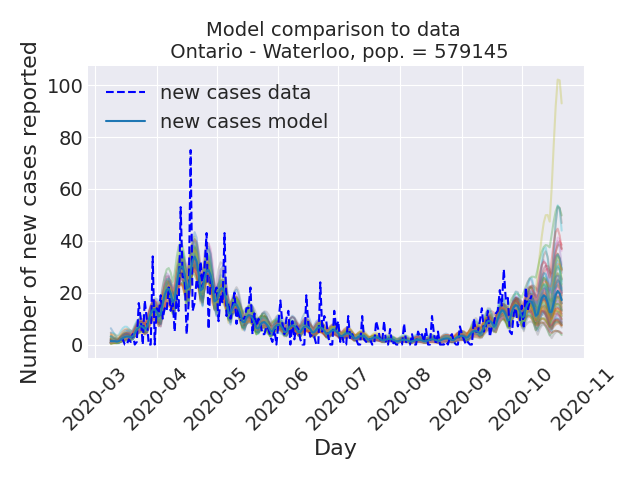 Model comparison to data
Ontario - Waterloo, pop. = 579145
Number of new cases reported
100
80
60
40
20
0
new cases data
new cases model
2020-03
2020-04
2020-05
2020-06
2020-07
2020-08
2020-09
2020-10
2020-11
Day